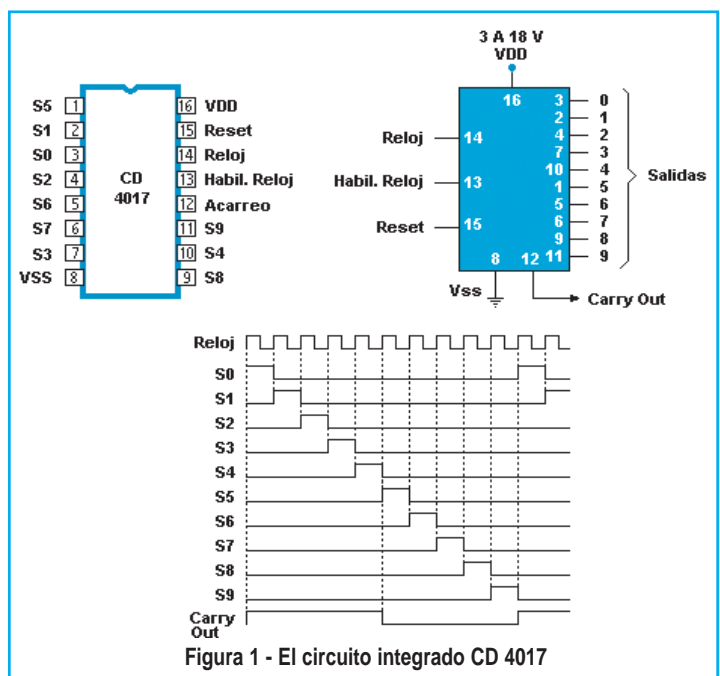 S5 1 16 VDD
S1 2 15 Reset
S0 3 14 Reloj
S2 4 13 Habil. Reloj
S6 5 12 Acarreo
S7 6 11 S9
S3 7 10 S4
VSS 8 9 S8
CD
4017
3 A 18 V
VDD
16 3 0
2 1
Reloj 14 4 2
7 3
10 4
Habil. Reloj 13 1 5
5 6
Reset 15 6 7
9 8
8 12 11 9
Salidas
Vss
Carry Out
Reloj
S0
S1
S2
S3
S4
S5
S6
S7
S8
S9
Carry
Out
Figura 1 - El circuito integrado CD 4017